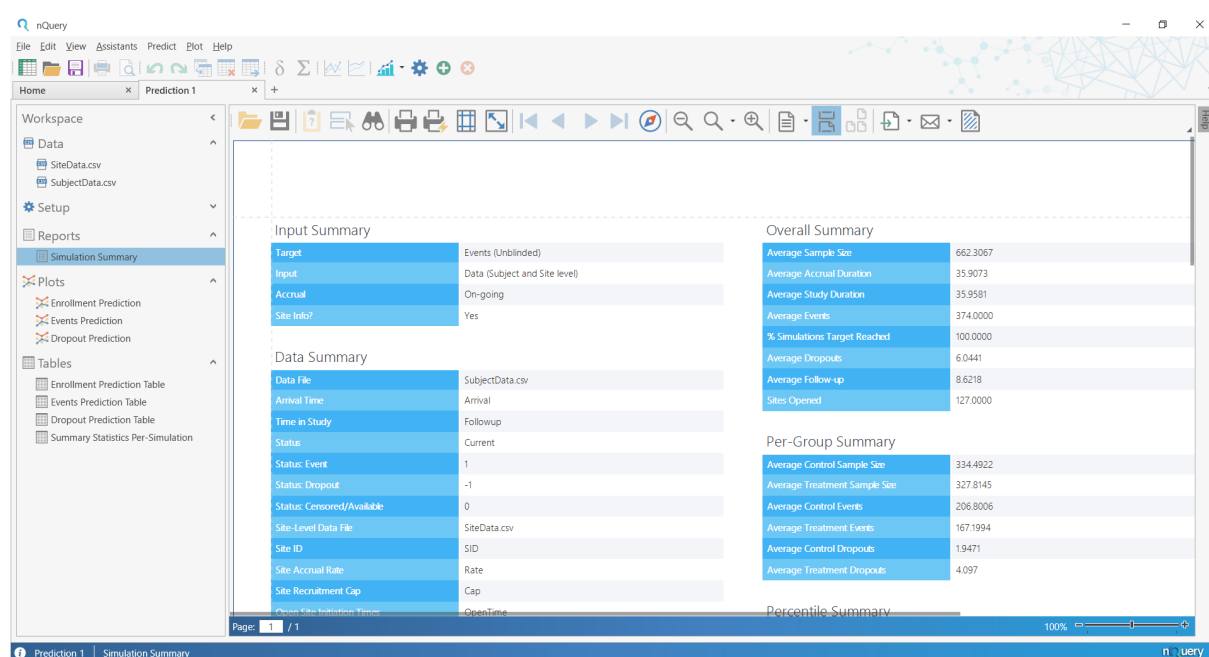 nQuery
File Edit View Assistants Predict Plot Help
Home × Prediction 1 × +
Workspace
Data
SiteData.csv
SubjectData.csv
Setup
Reports
Simulation Summary
Plots
Enrollment Prediction
Events Prediction
Dropout Prediction
Tables
Enrollment Prediction Table
Events Prediction Table
Dropout Prediction Table
Summary Statistics Per-Simulation
Help
Input Summary
Target Events (Unblinded)
Input Data (Subject and Site level)
Accrual On-going
Site Info? Yes
Data Summary
Data File SubjectData.csv
Arrival Time Arrival
Time in Study Followup
Status Current
Status: Event 1
Status: Dropout -1
Status: Censored/Available 0
Site-Level Data File SiteData.csv
Site ID SID
Site Accrual Rate Rate
Site Recruitment Cap Cap
Open Site Initiation Times OpenTime
Overall Summary
Average Sample Size 662.3067
Average Accrual Duration 35.9073
Average Study Duration 35.9581
Average Events 374.0000
% Simulations Target Reached 100.0000
Average Dropouts 6.0441
Average Follow-up 8.6218
Sites Opened 127.0000
Per-Group Summary
Average Control Sample Size 334.4922
Average Treatment Sample Size 327.8145
Average Control Events 206.8006
Average Treatment Events 167.1994
Average Control Dropouts 1.9471
Average Treatment Dropouts 4.097
Percentile Summary
Page: 1 / 1
100%
Prediction 1 Simulation Summary
nQuery